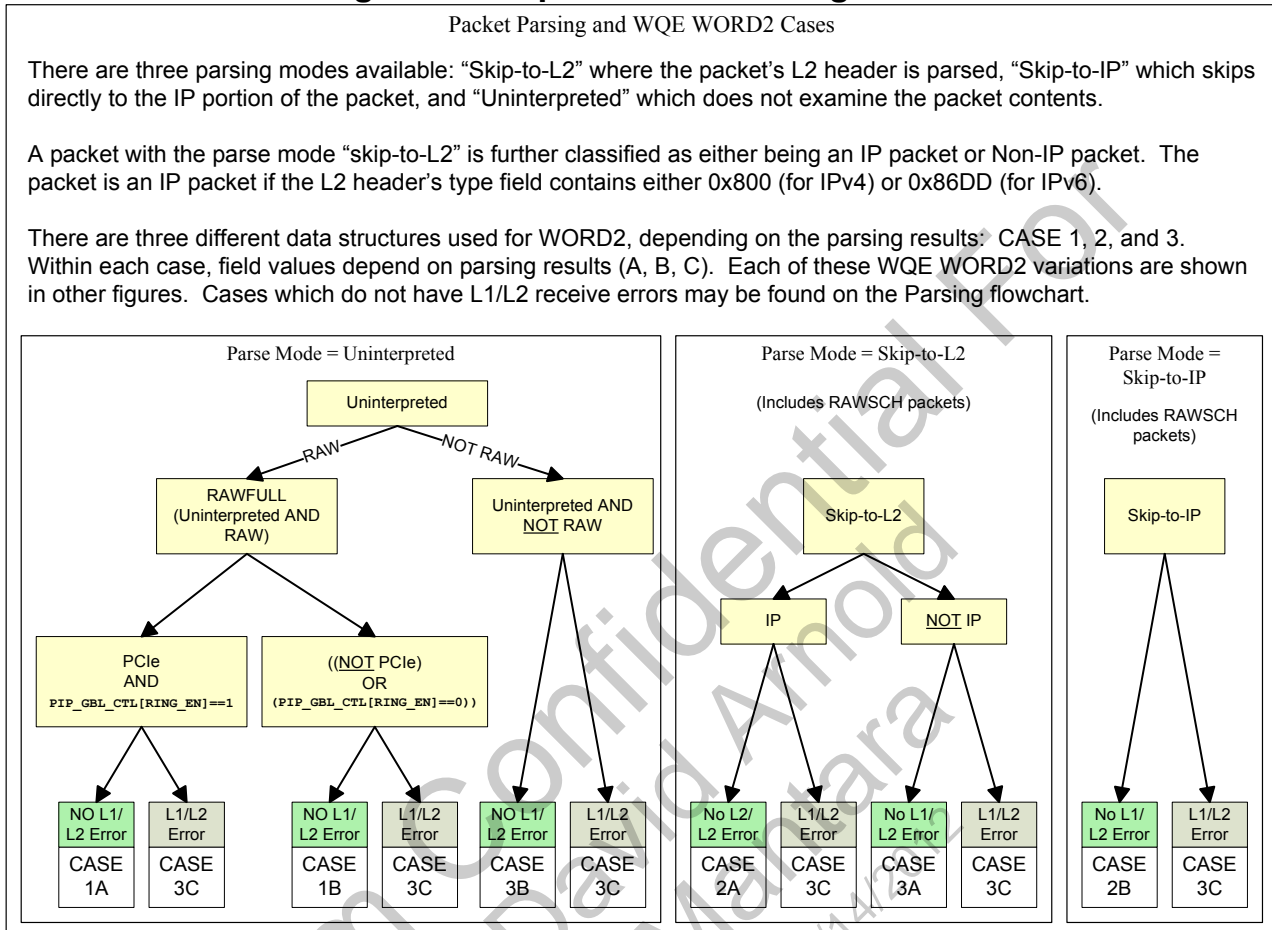 Packet Parsing and WQE WORD2 Cases
There are three parsing modes available: “Skip-to-L2” where the packet’s L2 header is parsed, “Skip-to-IP” which skips
directly to the IP portion of the packet, and “Uninterpreted” which does not examine the packet contents.
A packet with the parse mode “skip-to-L2” is further classified as either being an IP packet or Non-IP packet. The
packet is an IP packet if the L2 header’s type field contains either 0x800 (for IPv4) or 0x86DD (for IPv6).
There are three different data structures used for WORD2, depending on the parsing results: CASE 1, 2, and 3.
Within each case, field values depend on parsing results (A, B, C). Each of these WQE WORD2 variations are shown
in other figures. Cases which do not have L1/L2 receive errors may be found on the Parsing flowchart.
Parse Mode = Uninterpreted
Uninterpreted
RAW
NOT RAW
RAWFULL
(Uninterpreted AND
RAW)
Uninterpreted AND
NOT RAW
PCIe
AND
PIP_GBL_CTL[RING_EN]==1
((NOT PCIe)
OR
(PIP_GBL_CTL[RING_EN]==0))
NO L1/
L2 Error
CASE
1A
L1/L2
Error
CASE
3C
NO L1/
L2 Error
CASE
1B
L1/L2
Error
CASE
3C
NO L1/
L2 Error
CASE
3B
L1/L2
Error
CASE
3C
Parse Mode = Skip-to-L2
(Includes RAWSCH packets)
Skip-to-L2
IP
NOT IP
No L2/
L2 Error
CASE
2A
L1/L2
Error
CASE
3C
No L1/
L2 Error
CASE
3A
L1/L2
Error
CASE
3C
Parse Mode =
Skip-to-IP
(Includes RAWSCH
packets)
Skip-to-IP
No L1/
L2 Error
CASE
2B
L1/L2
Error
CASE
3C
Confidential For
David Arnold
Mantara
/14/2012